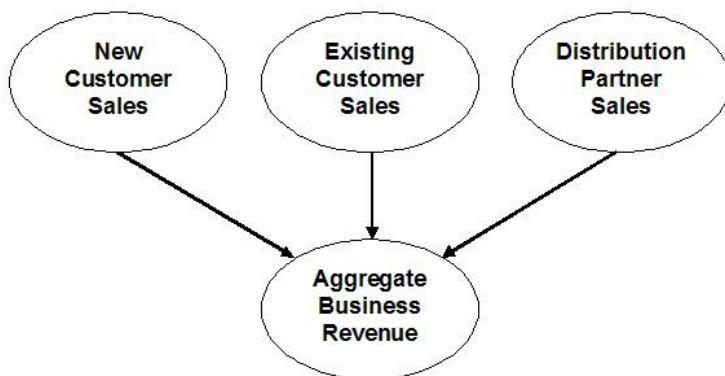 New
Customer
Sales
Existing
Customer
Sales
Distribution
Partner
Sales
Aggregate
Business
Revenue